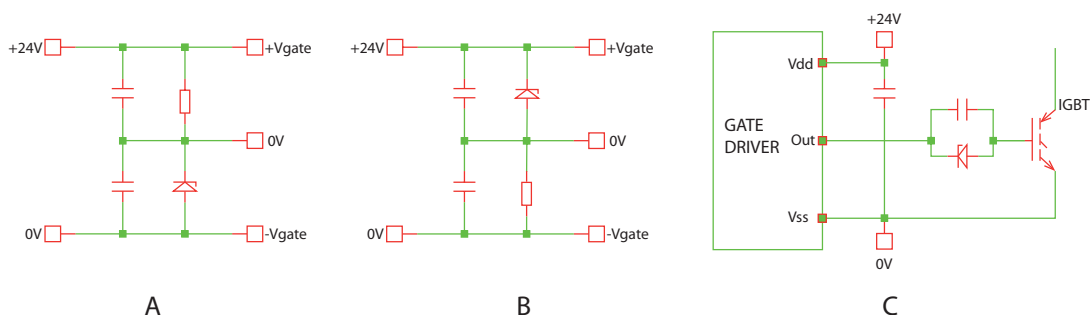 +24V
+Vgate
0V
0V
-Vgate
A
+24V
+Vgate
0V
0V
-Vgate
B
+24V
Vdd
GATE
DRIVER
Out
IGBT
Vss
0V
C